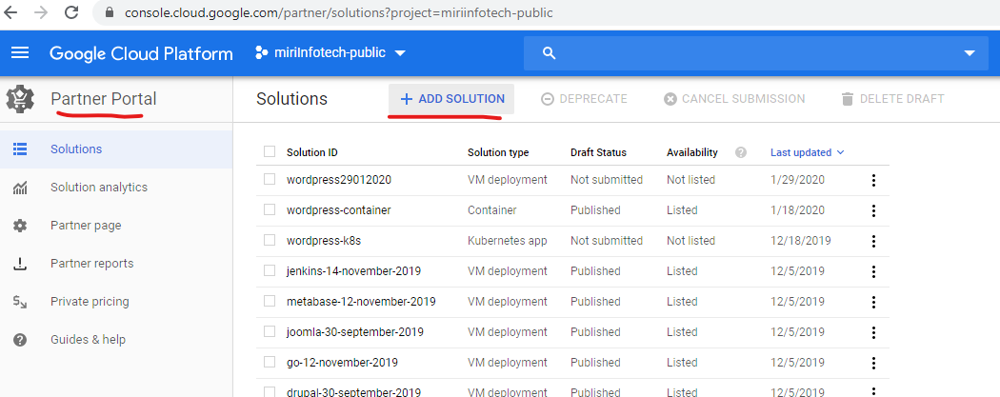 console.cloud.google.com/partner/solutions?project=miriinfotech-public
Google Cloud Platform miriInfotech-public
Partner Portal Solutions ADD SOLUTION DEPRECATE CANCEL SUBMISSION DELETE DRAFT
Solutions
Solution analytics
Partner page
Partner reports
Private pricing
Guides & help
Solution ID Solution type Draft Status Availability Last updated
wordpress29012020 VM deployment Not submitted Not listed 1/29/2020
wordpress-container Container Published Listed 1/18/2020
wordpress-k8s Kubernetes app Not submitted Not listed 12/18/2019
jenkins-14-november-2019 VM deployment Published Listed 12/5/2019
metabase-12-november-2019 VM deployment Published Listed 12/5/2019
joomla-30-september-2019 VM deployment Published Listed 12/5/2019
go-12-november-2019 VM deployment Published Listed 12/5/2019
drupal-30-september-2019 VM deployment Published Listed 12/5/2019